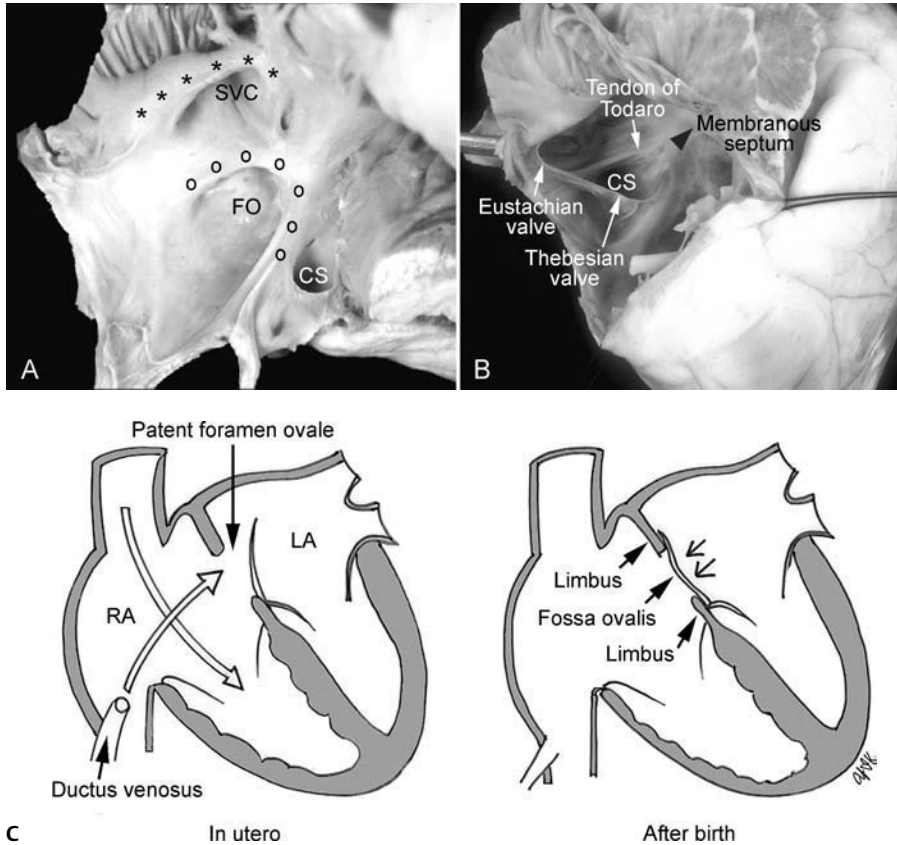 * * * * * *
SVC
o o o o o o
FO
CS
A
B
Tendon of
Todaro
Membranous
septum
CS
Eustachian
valve
Thebesian
valve
Patent foramen ovale
LA
RA
Ductus venosus
C
In utero
Limbus
Fossa ovalis
Limbus
After birth